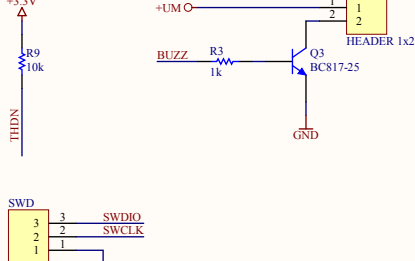 +3.3V
+UM
1
1
2
2
HEADER 1x2
R9
10k
BUZZ
R3
1k
Q3
BC817-25
THDN
GND
SWD
3
3
SWDIO
2
2
SWCLK
1
1